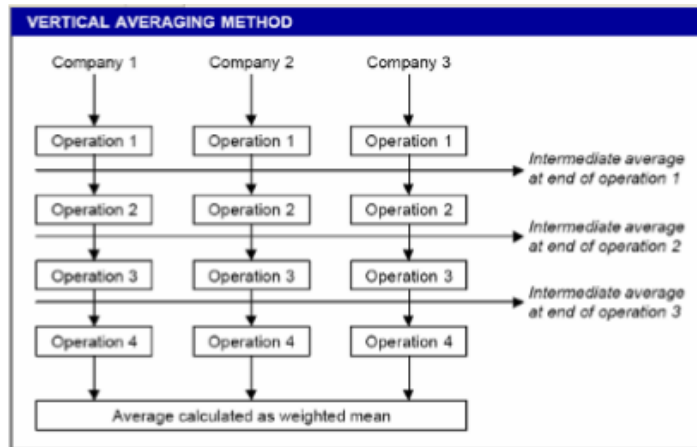 VERTICAL AVERAGING METHOD
Company 1 Company 2 Company 3
Operation 1 Operation 1 Operation 1
Intermediate average
at end of operation 1
Operation 2 Operation 2 Operation 2
Intermediate average
at end of operation 2
Operation 3 Operation 3 Operation 3
Intermediate average
at end of operation 3
Operation 4 Operation 4 Operation 4
Average calculated as weighted mean